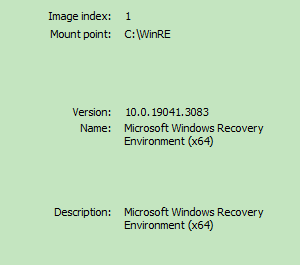 Image index: 1
Mount point: C:\WinRE
Version: 10.0.19041.3083
Name: Microsoft Windows Recovery
Environment (x64)
Description: Microsoft Windows Recovery
Environment (x64)